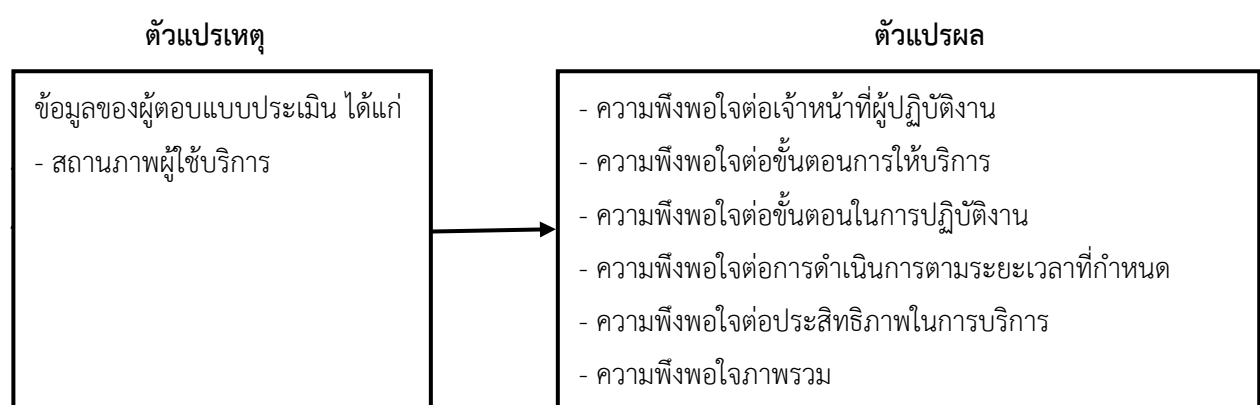 ตัวแปรเหตุ
ข้อมูลของผู้ตอบแบบประเมิน ได้แก่
- สถานภาพผู้ใช้บริการ
ตัวแปรผล
- ความพึงพอใจต่อเจ้าหน้าที่ผู้ปฏิบัติงาน
- ความพึงพอใจต่อขั้นตอนการให้บริการ
- ความพึงพอใจต่อขั้นตอนในการปฏิบัติงาน
- ความพึงพอใจต่อการดำเนินการตามระยะเวลาที่กำหนด
- ความพึงพอใจต่อประสิทธิภาพในการบริการ
- ความพึงพอใจภาพรวม